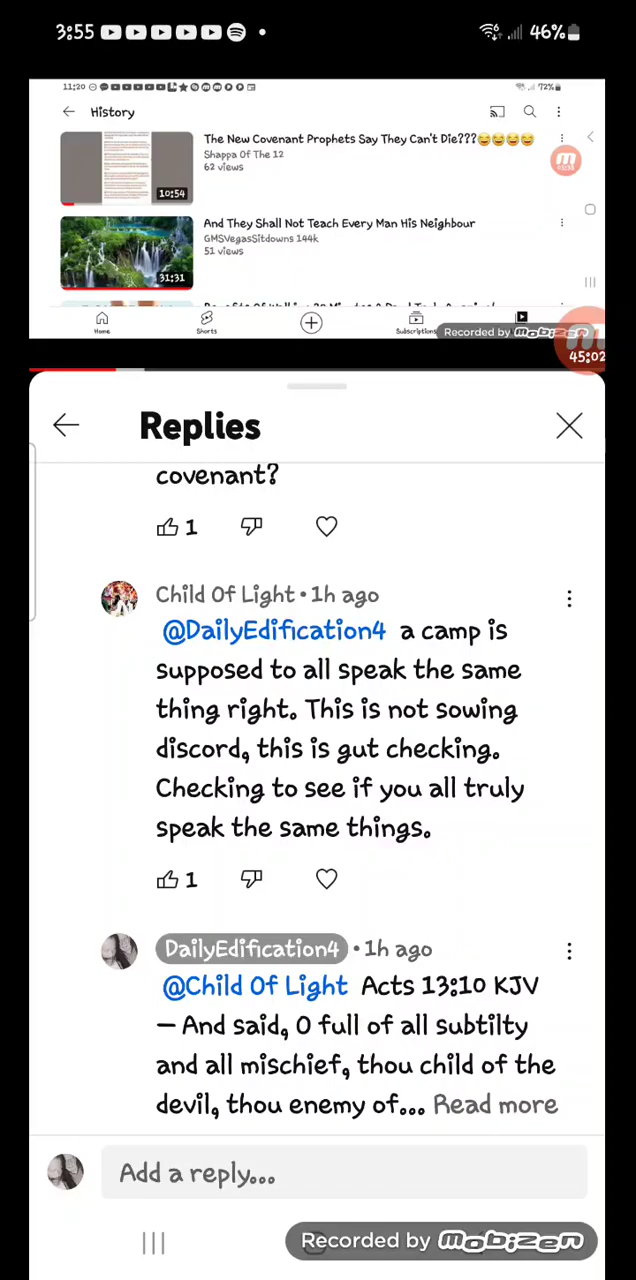 3:55
46%
11:20
72%
History
The New Covenant Prophets Say They Can't Die???😂😂😂😂
Shappa Of The 12
62 views
10:54
And They Shall Not Teach Every Man His Neighbour
GMSVegasSitdowns 144k
51 views
31:31
Home
Shorts
Subscriptions
Recorded by mobizen
45:02
Replies
covenant?
1
Child Of Light • 1h ago
@DailyEdification4 a camp is
supposed to all speak the same
thing right. This is not sowing
discord, this is gut checking.
Checking to see if you all truly
speak the same things.
1
DailyEdification4 • 1h ago
@Child Of Light Acts 13:10 KJV
— And said, O full of all subtilty
and all mischief, thou child of the
devil, thou enemy of... Read more
Add a reply...
Recorded by mobizen